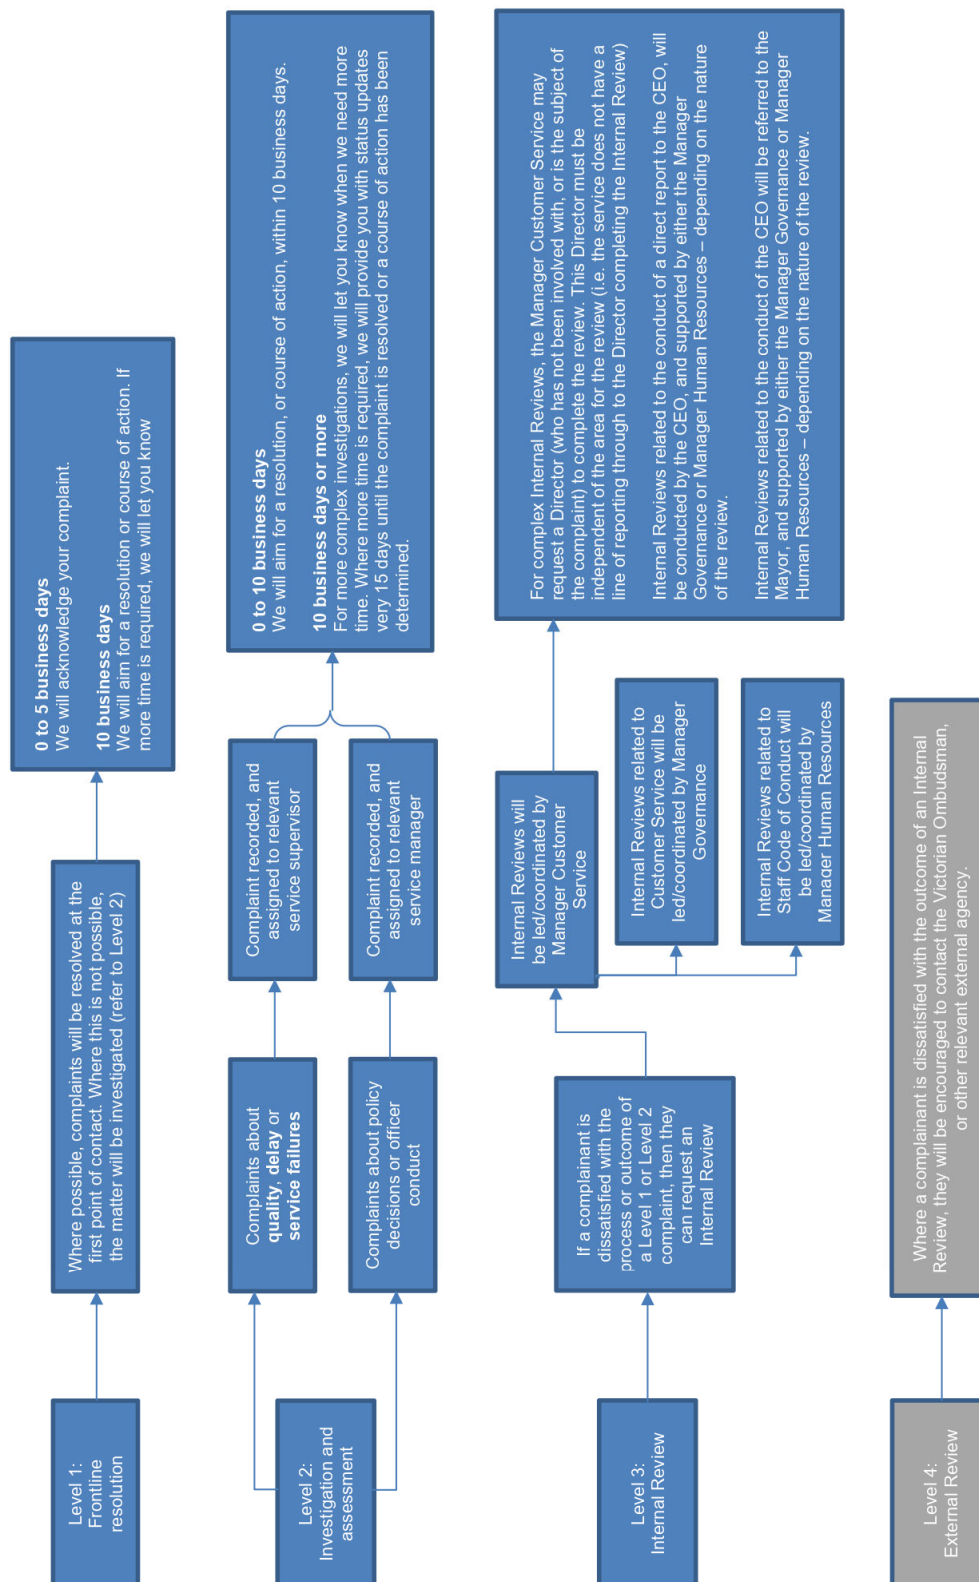 Level 1:
Frontline
resolution
Where possible, complaints will be resolved at the
first point of contact. Where this is not possible,
the matter will be investigated (refer to Level 2)
0 to 5 business days
We will acknowledge your complaint.
10 business days
We will aim for a resolution or course of action. If
more time is required, we will let you know
Level 2:
Investigation and
assessment
Complaints about
quality, delay or
service failures
Complaint recorded, and
assigned to relevant
service supervisor
Complaints about policy
decisions or officer
conduct
Complaint recorded, and
assigned to relevant
service manager
0 to 10 business days
We will aim for a resolution, or course of action, within 10 business days.
10 business days or more
For more complex investigations, we will let you know when we need more
time. Where more time is required, we will provide you with status updates
very 15 days until the complaint is resolved or a course of action has been
determined.
Level 3:
Internal Review
If a complainant is
dissatisfied with the
process or outcome of
a Level 1 or Level 2
complaint, then they
can request an
Internal Review
Internal Reviews will
be led/coordinated by
Manager Customer
Service
Internal Reviews related to
Customer Service will be
led/coordinated by Manager
Governance
Internal Reviews related to
Staff Code of Conduct will
be led/coordinated by
Manager Human Resources
For complex Internal Reviews, the Manager Customer Service may
request a Director (who has not been involved with, or is the subject of
the complaint) to complete the review. This Director must be
independent of the area for the review (i.e. the service does not have a
line of reporting through to the Director completing the Internal Review)
Internal Reviews related to the conduct of a direct report to the CEO, will
be conducted by the CEO, and supported by either the Manager
Governance or Manager Human Resources – depending on the nature
of the review.
Internal Reviews related to the conduct of the CEO will be referred to the
Mayor, and supported by either the Manager Governance or Manager
Human Resources – depending on the nature of the review.
Level 4:
External Review
Where a complainant is dissatisfied with the outcome of an Internal
Review, they will be encouraged to contact the Victorian Ombudsman,
or other relevant external agency.